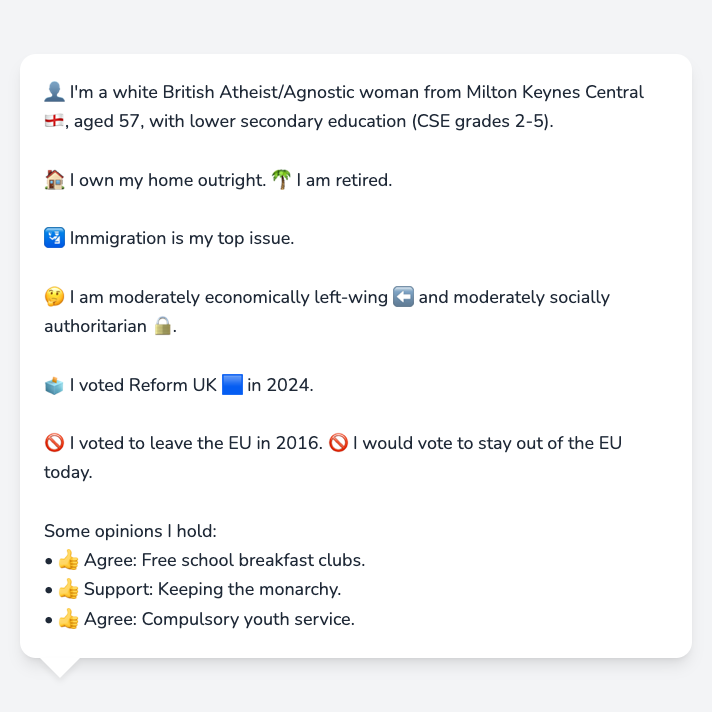 👤 I'm a white British Atheist/Agnostic woman from Milton Keynes Central
🏴󠁧󠁢󠁥󠁮󠁧󠁿, aged 57, with lower secondary education (CSE grades 2-5).
🏠 I own my home outright. 🌴 I am retired.
🛂 Immigration is my top issue.
🤔 I am moderately economically left-wing ⬅️ and moderately socially
authoritarian 🔒.
🗳️ I voted Reform UK 🟦 in 2024.
🚫 I voted to leave the EU in 2016. 🚫 I would vote to stay out of the EU
today.
Some opinions I hold:
• 👍 Agree: Free school breakfast clubs.
• 👍 Support: Keeping the monarchy.
• 👍 Agree: Compulsory youth service.